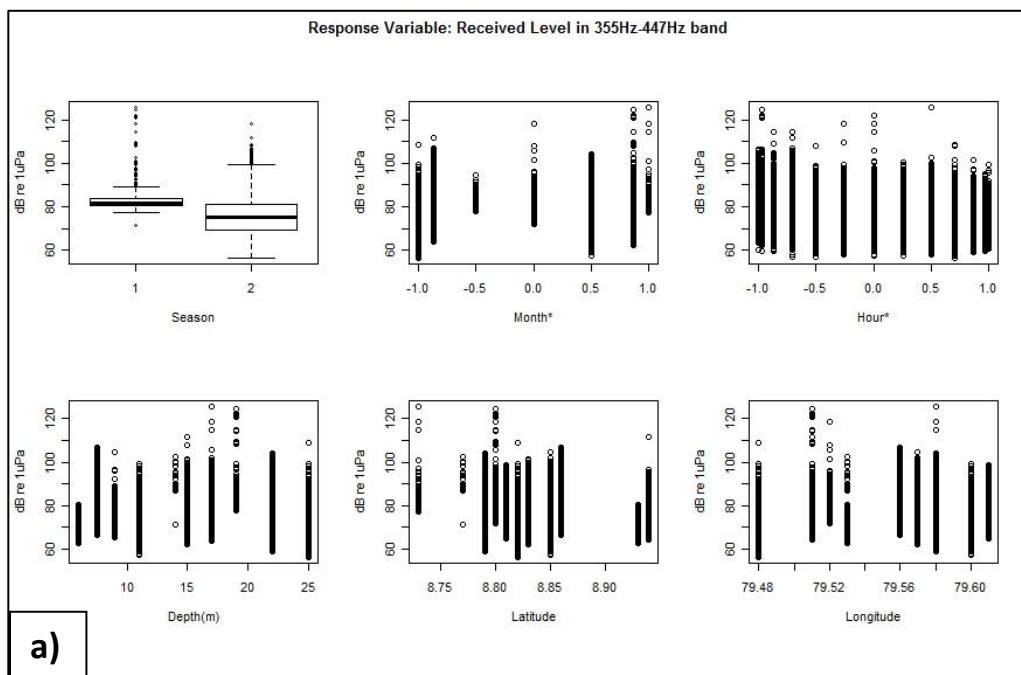 Response Variable: Received Level in 355Hz-447Hz band
dB re 1uPa
60 80 100 120
1 2
Season
dB re 1uPa
60 80 100 120
-1.0 -0.5 0.0 0.5 1.0
Month*
dB re 1uPa
60 80 100 120
-1.0 -0.5 0.0 0.5 1.0
Hour*
dB re 1uPa
60 80 100 120
10 15 20 25
Depth(m)
dB re 1uPa
60 80 100 120
8.75 8.80 8.85 8.90
Latitude
dB re 1uPa
60 80 100 120
79.48 79.52 79.56 79.60
Longitude
a)